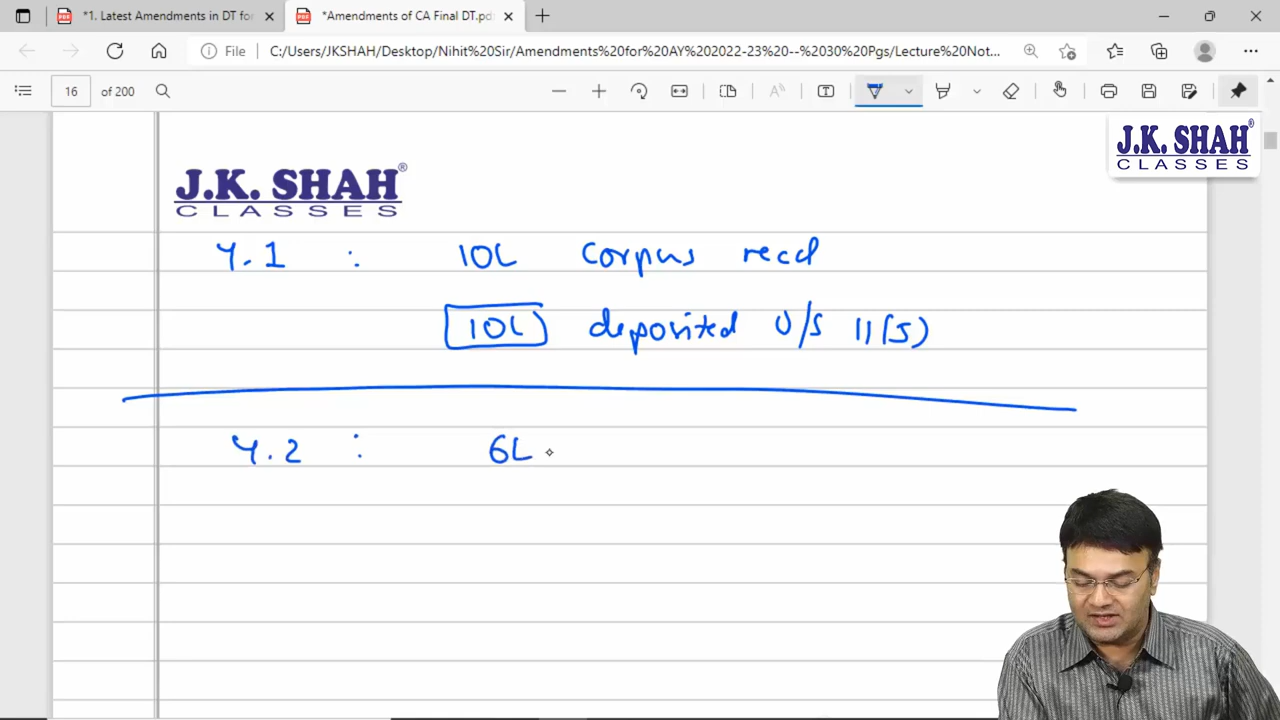 *1. Latest Amendments in DT for
*Amendments of CA Final DT.pd
File C:/Users/JKSHAH/Desktop/Nihit%20Sir/Amendments%20for%20AY%202022-23%20--%2030%20Pgs/Lecture%20Not...
16 of 200
J.K. SHAH®
CLASSES
J.K. SHAH®
CLASSES
Y.1 : 10L Corpus recd
10L deposited U/S 11(5)
Y.2 : 6L